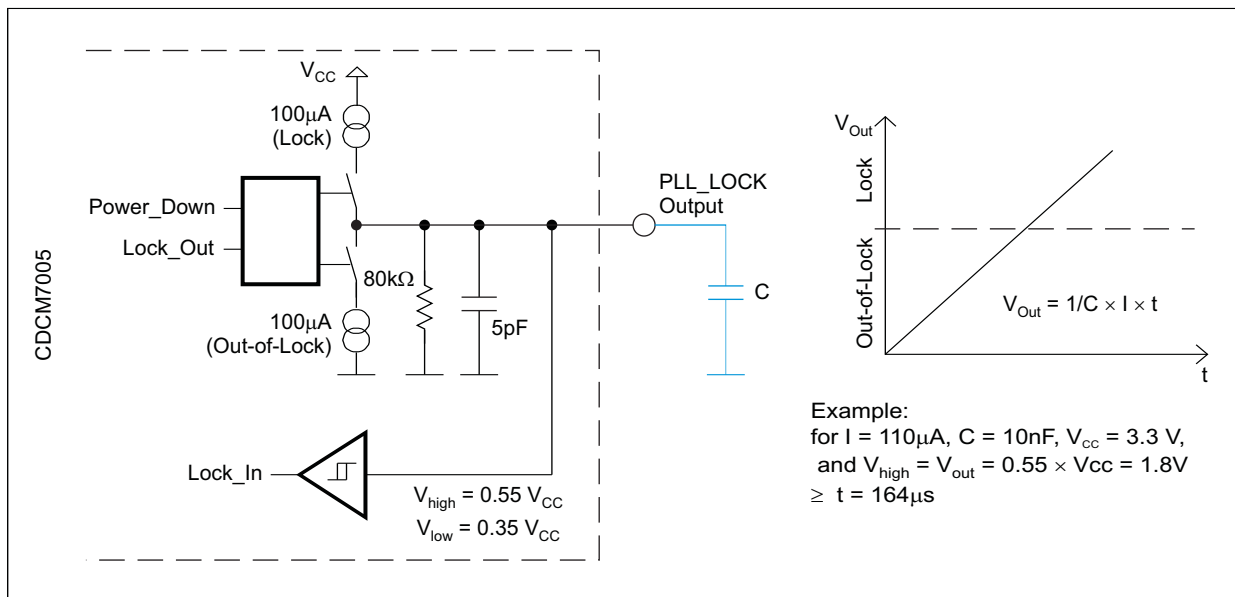 CDCM7005
V_CC
100μA
(Lock)
Power_Down
Lock_Out
80kΩ
5pF
100μA
(Out-of-Lock)
Lock_In
V_high = 0.55 V_CC
V_low = 0.35 V_CC
PLL_LOCK
Output
C
V_Out
Lock
Out-of-Lock
V_Out = 1/C × I × t
t
Example:
for I = 110μA, C = 10nF, V_CC = 3.3 V,
and V_high = V_out = 0.55 × Vcc = 1.8V
≥ t = 164μs